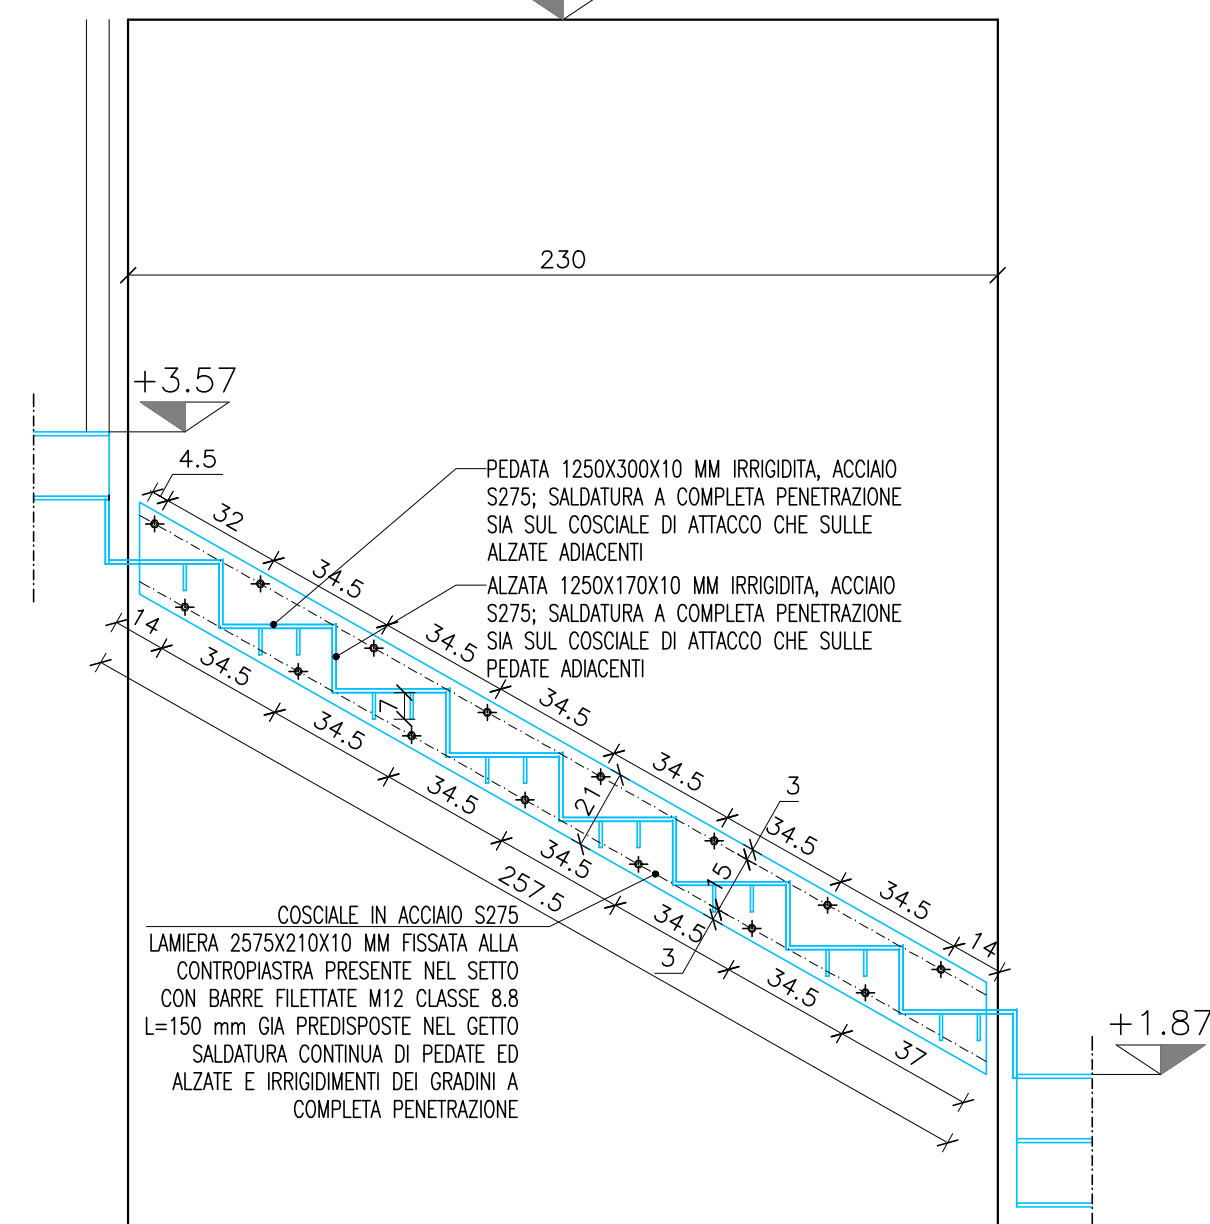 230
+3.57
4.5
PEDATA 1250X300X10 MM IRRIGIDITA, ACCIAIO
S275; SALDATURA A COMPLETA PENETRAZIONE
SIA SUL COSCIALE DI ATTACCO CHE SULLE
ALZATE ADIACENTI
ALZATA 1250X170X10 MM IRRIGIDITA, ACCIAIO
S275; SALDATURA A COMPLETA PENETRAZIONE
SIA SUL COSCIALE DI ATTACCO CHE SULLE
PEDATE ADIACENTI
32
34.5
34.5
34.5
34.5
34.5
34.5
14
14
34.5
34.5
34.5
34.5
34.5
34.5
37
257.5
7
21
3
15
3
COSCIALE IN ACCIAIO S275
LAMIERA 2575X210X10 MM FISSATA ALLA
CONTROPIASTRA PRESENTE NEL SETTO
CON BARRE FILETTATE M12 CLASSE 8.8
L=150 mm GIA PREDISPOSTE NEL GETTO
SALDATURA CONTINUA DI PEDATE ED
ALZATE E IRRIGIDIMENTI DEI GRADINI A
COMPLETA PENETRAZIONE
+1.87